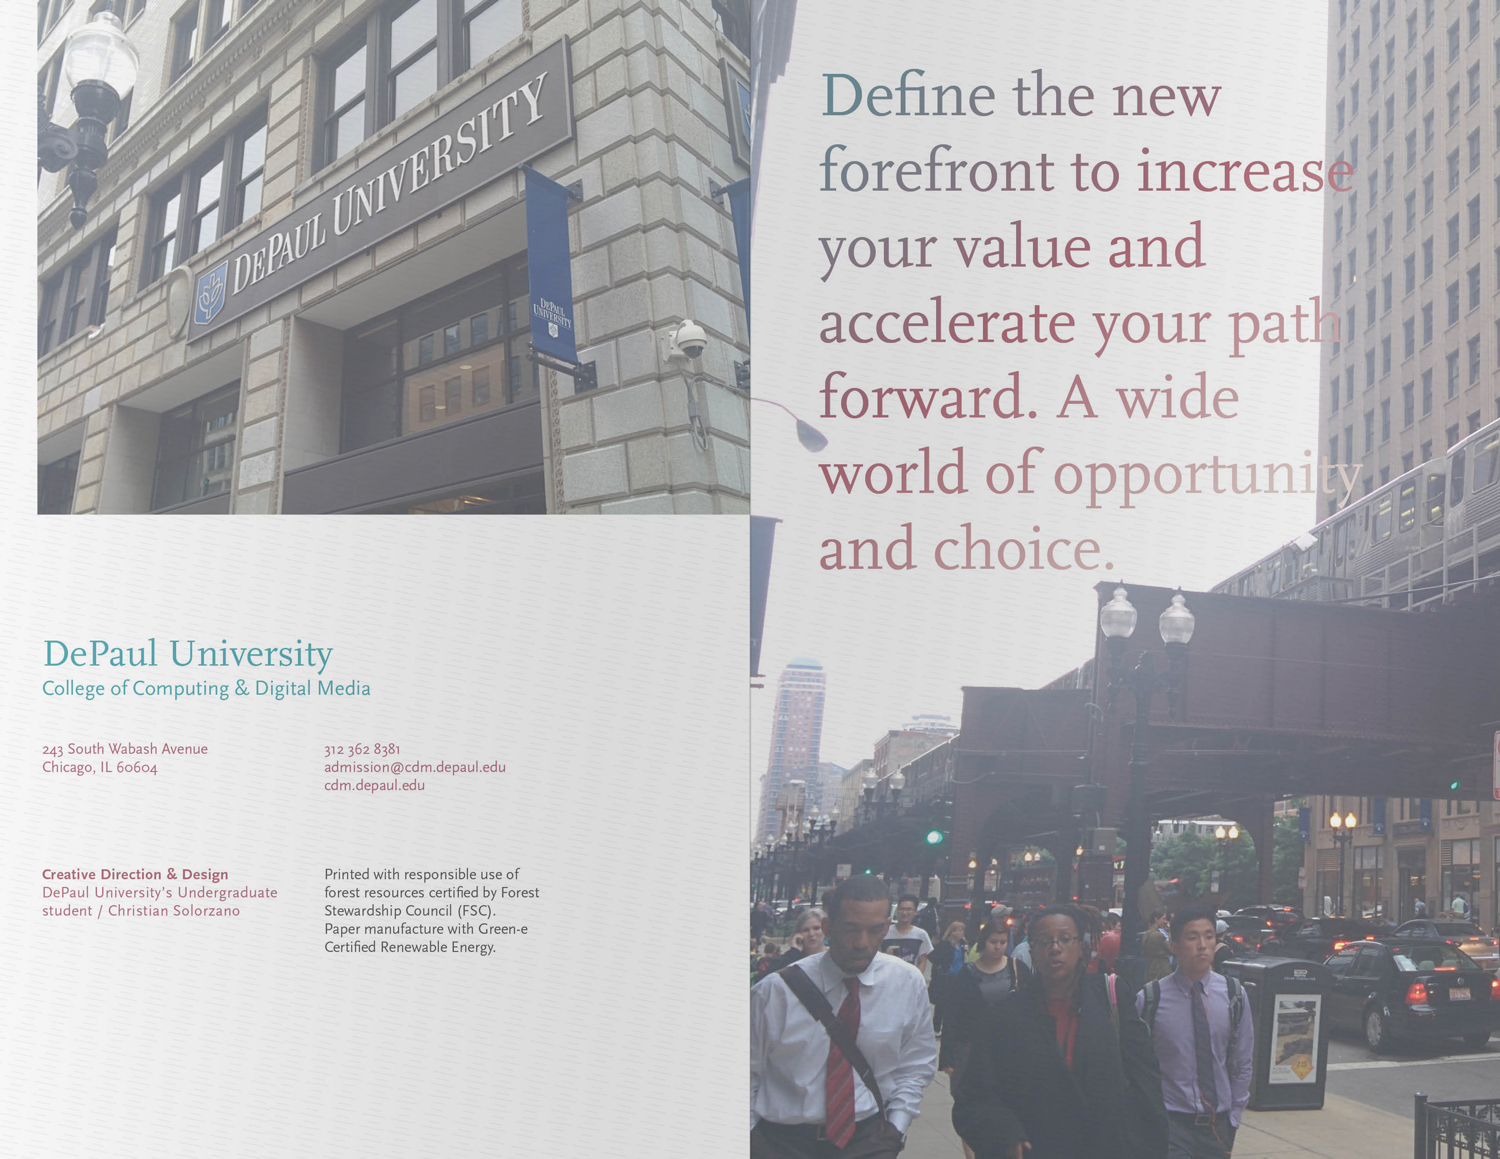 DEPAUL UNIVERSITY
DEPAUL
UNIVERSITY
DePaul University
College of Computing & Digital Media
243 South Wabash Avenue
Chicago, IL 60604
312 362 8381
admission@cdm.depaul.edu
cdm.depaul.edu
Creative Direction & Design
DePaul University's Undergraduate
student / Christian Solorzano
Printed with responsible use of
forest resources certified by Forest
Stewardship Council (FSC).
Paper manufacture with Green-e
Certified Renewable Energy.
Define the new
forefront to increase
your value and
accelerate your path
forward. A wide
world of opportunity
and choice.